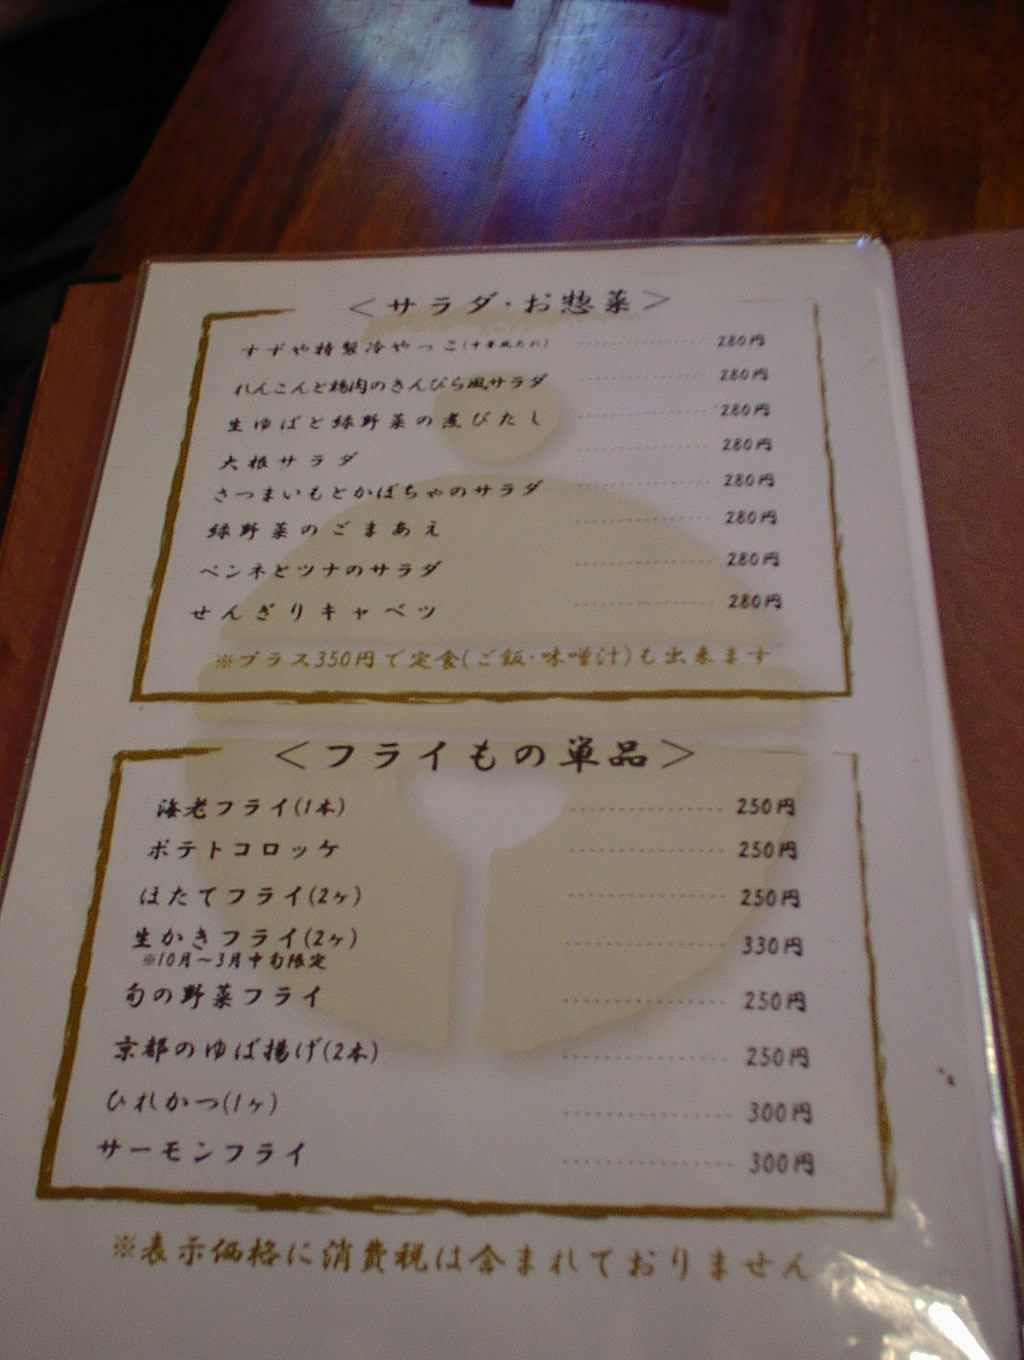 <サラダ・お惣菜>
すずや特製冷やっこ(中華風たれ) 280円
れんこんと鶏肉のきんぴら風サラダ 280円
生ゆばと緑野菜の煮びたし 280円
大根サラダ 280円
さつまいもとかぼちゃのサラダ 280円
緑野菜のごまあえ 280円
ペンネとツナのサラダ 280円
せんぎりキャベツ 280円
※プラス350円で定食(ご飯・味噌汁)も出来ます
<フライもの単品>
海老フライ(1本) 250円
ポテトコロッケ 250円
ほたてフライ(2ヶ) 250円
生かきフライ(2ヶ) 330円
※10月~3月中旬限定
旬の野菜フライ 250円
京都のゆば揚げ(2本) 250円
ひれかつ(1ヶ) 300円
サーモンフライ 300円
※表示価格に消費税は含まれておりません